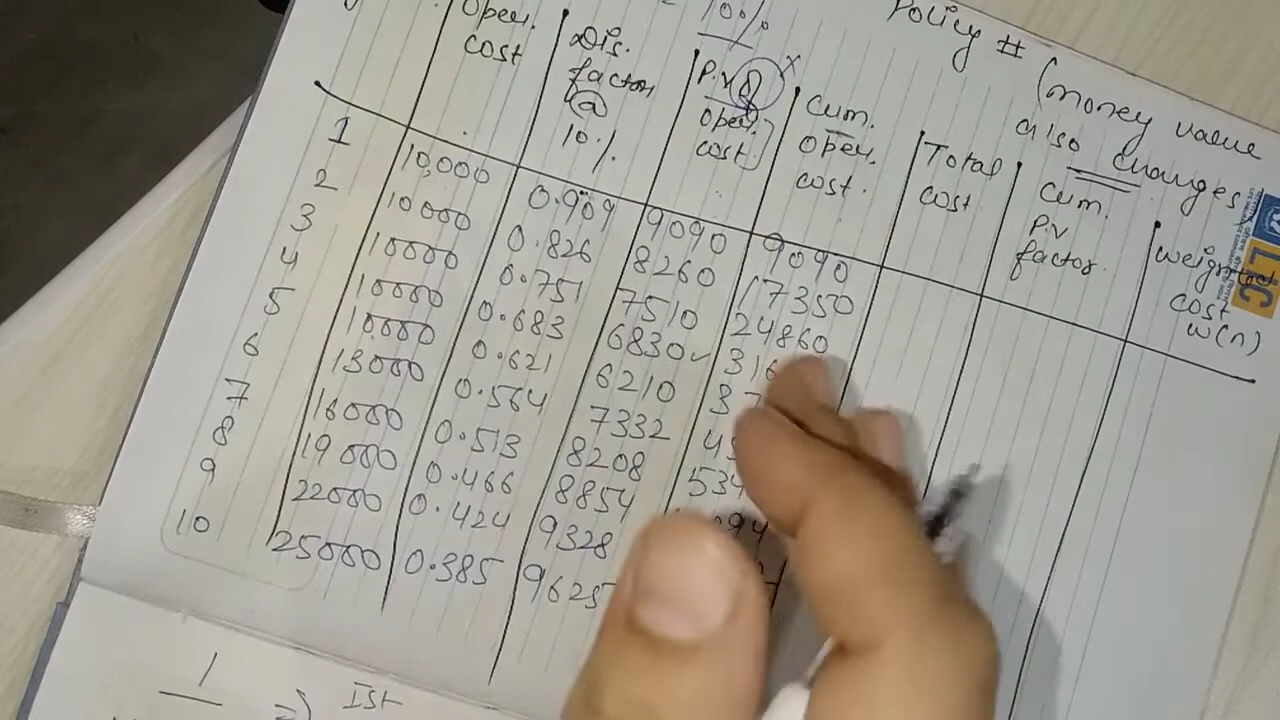 10%
Policy # (money value
also changes
Oper. cost
Dis. factor @ 10%
P.V of Oper. cost
Cum. Oper. cost.
Total cost
Cum. P.V factor.
Weighted cost W(n)
1 10,000 0.909 9090 9090
2 10000 0.826 8260 17350
3 10000 0.751 7510 24860
4 10000 0.683 6830
5 10000 0.621 6210
6 13000 0.564 7332
7 16000 0.513 8208
8 19000 0.466 8854
9 22000 0.424 9328
10 25000 0.385 9625
1
=> Ist
LIC